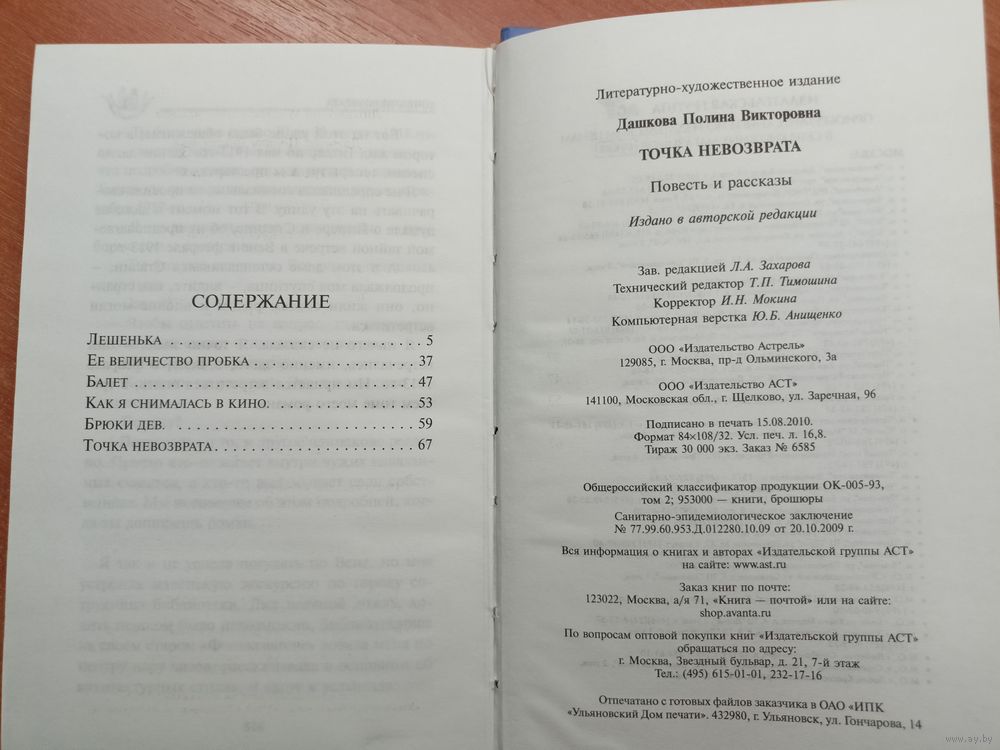 СОДЕРЖАНИЕ
ЛЕШЕНЬКА . . . . . . . . . . . . . . . . . . . . . . . . . . . . 5
ЕЕ ВЕЛИЧЕСТВО ПРОБКА . . . . . . . . . . . . . . . . . . 37
БАЛЕТ . . . . . . . . . . . . . . . . . . . . . . . . . . . . . . . 47
КАК Я СНИМАЛАСЬ В КИНО. . . . . . . . . . . . . . . . 53
БРЮКИ ДЕВ. . . . . . . . . . . . . . . . . . . . . . . . . . . . 59
ТОЧКА НЕВОЗВРАТА. . . . . . . . . . . . . . . . . . . . . . 67
Литературно-художественное издание
Дашкова Полина Викторовна
ТОЧКА НЕВОЗВРАТА
Повесть и рассказы
Издано в авторской редакции
Зав. редакцией Л.А. Захарова
Технический редактор Т.П. Тимошина
Корректор И.Н. Мокина
Компьютерная верстка Ю.Б. Анищенко
ООО «Издательство Астрель»
129085, г. Москва, пр-д Ольминского, 3а
ООО «Издательство АСТ»
141100, Московская обл., г. Щелково, ул. Заречная, 96
Подписано в печать 15.08.2010.
Формат 84×108/32. Усл. печ. л. 16,8.
Тираж 30 000 экз. Заказ № 6585
Общероссийский классификатор продукции ОК-005-93,
том 2; 953000 — книги, брошюры
Санитарно-эпидемиологическое заключение
№ 77.99.60.953.Д.012280.10.09 от 20.10.2009 г.
Вся информация о книгах и авторах «Издательской группы АСТ»
на сайте: www.ast.ru
Заказ книг по почте:
123022, Москва, а/я 71, «Книга — почтой» или на сайте:
shop.avanta.ru
По вопросам оптовой покупки книг «Издательской группы АСТ»
обращаться по адресу:
г. Москва, Звездный бульвар, д. 21, 7-й этаж
Тел.: (495) 615-01-01, 232-17-16
Отпечатано с готовых файлов заказчика в ОАО «ИПК
«Ульяновский Дом печати». 432980, г. Ульяновск, ул. Гончарова, 14
www.ay.by